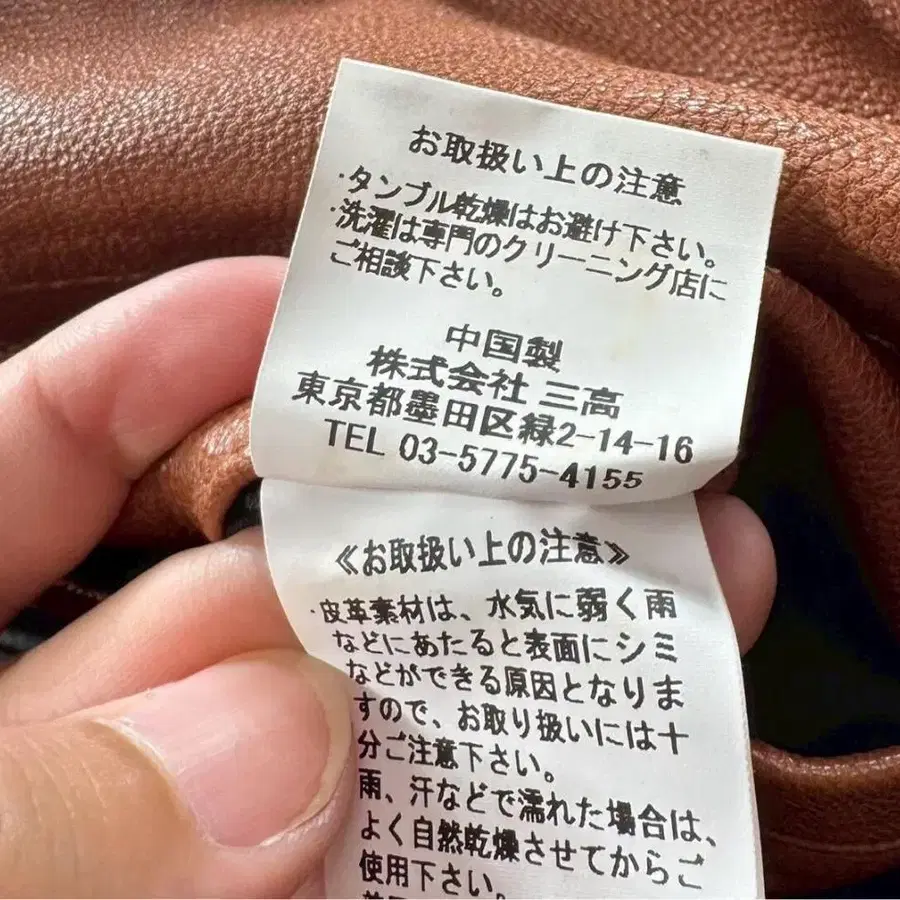 お取扱い上の注意
・タンブル乾燥はお避け下さい。
・洗濯は専門のクリーニング店に
ご相談下さい。
中国製
株式会社 三高
東京都墨田区緑2-14-16
TEL 03-5775-4155
《お取扱い上の注意》
・皮革素材は、水気に弱く雨
などにあたると表面にシミ
などができる原因となりま
すので、お取り扱いには十
分ご注意下さい。
雨、汗などで濡れた場合は、
よく自然乾燥させてからご
使用下さい。